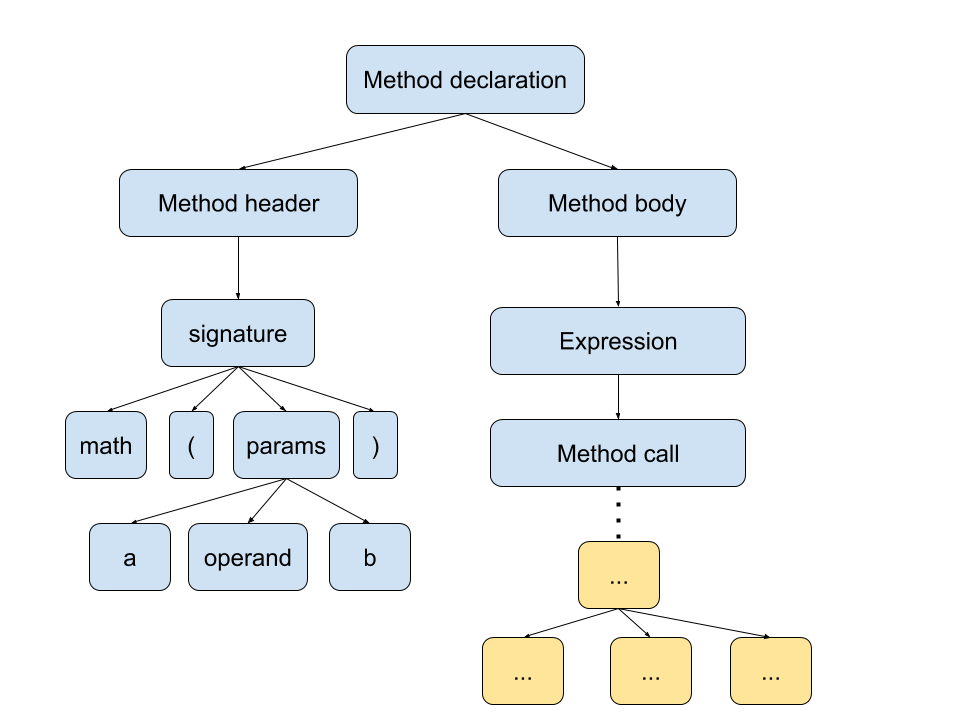 Method declaration
Method header
Method body
signature
Expression
math
(
params
)
Method call
a
operand
b
...
...
...
...